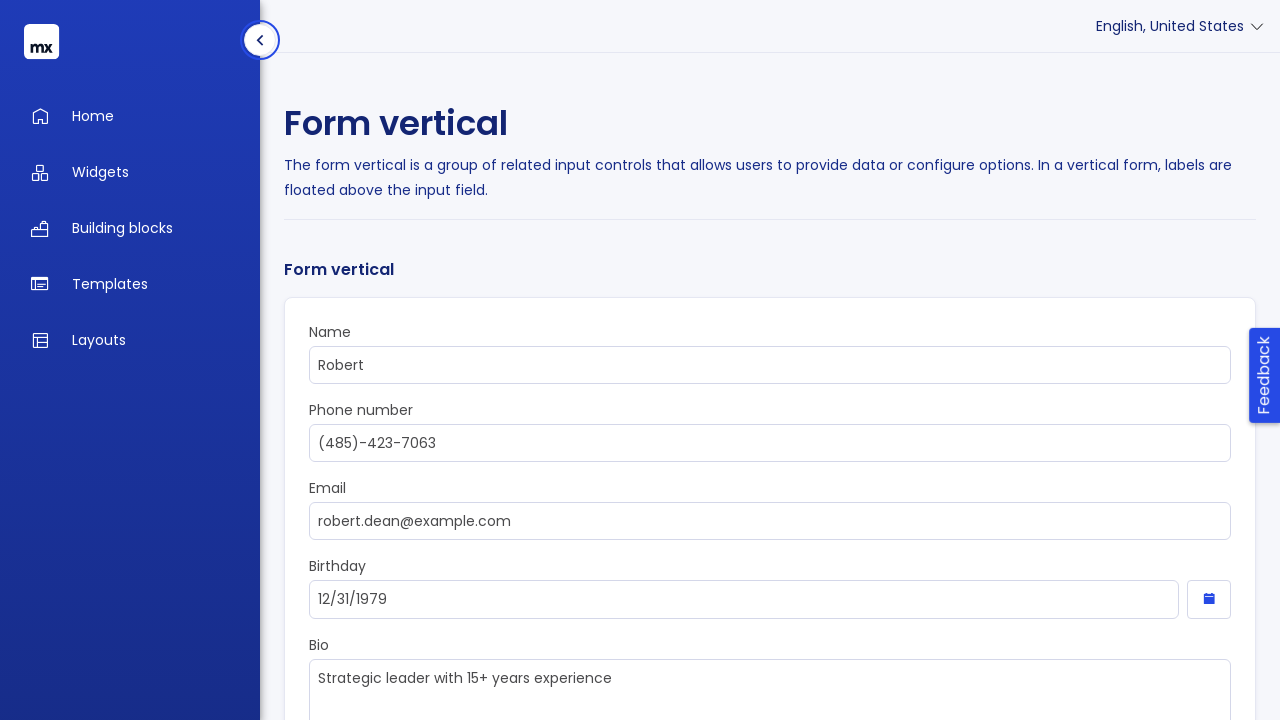 mx
English, United States
Home
Widgets
Building blocks
Templates
Layouts
Form vertical
The form vertical is a group of related input controls that allows users to provide data or configure options. In a vertical form, labels are
floated above the input field.
Form vertical
Name
Robert
Phone number
(485)-423-7063
Email
robert.dean@example.com
Birthday
12/31/1979
Bio
Strategic leader with 15+ years experience
Feedback